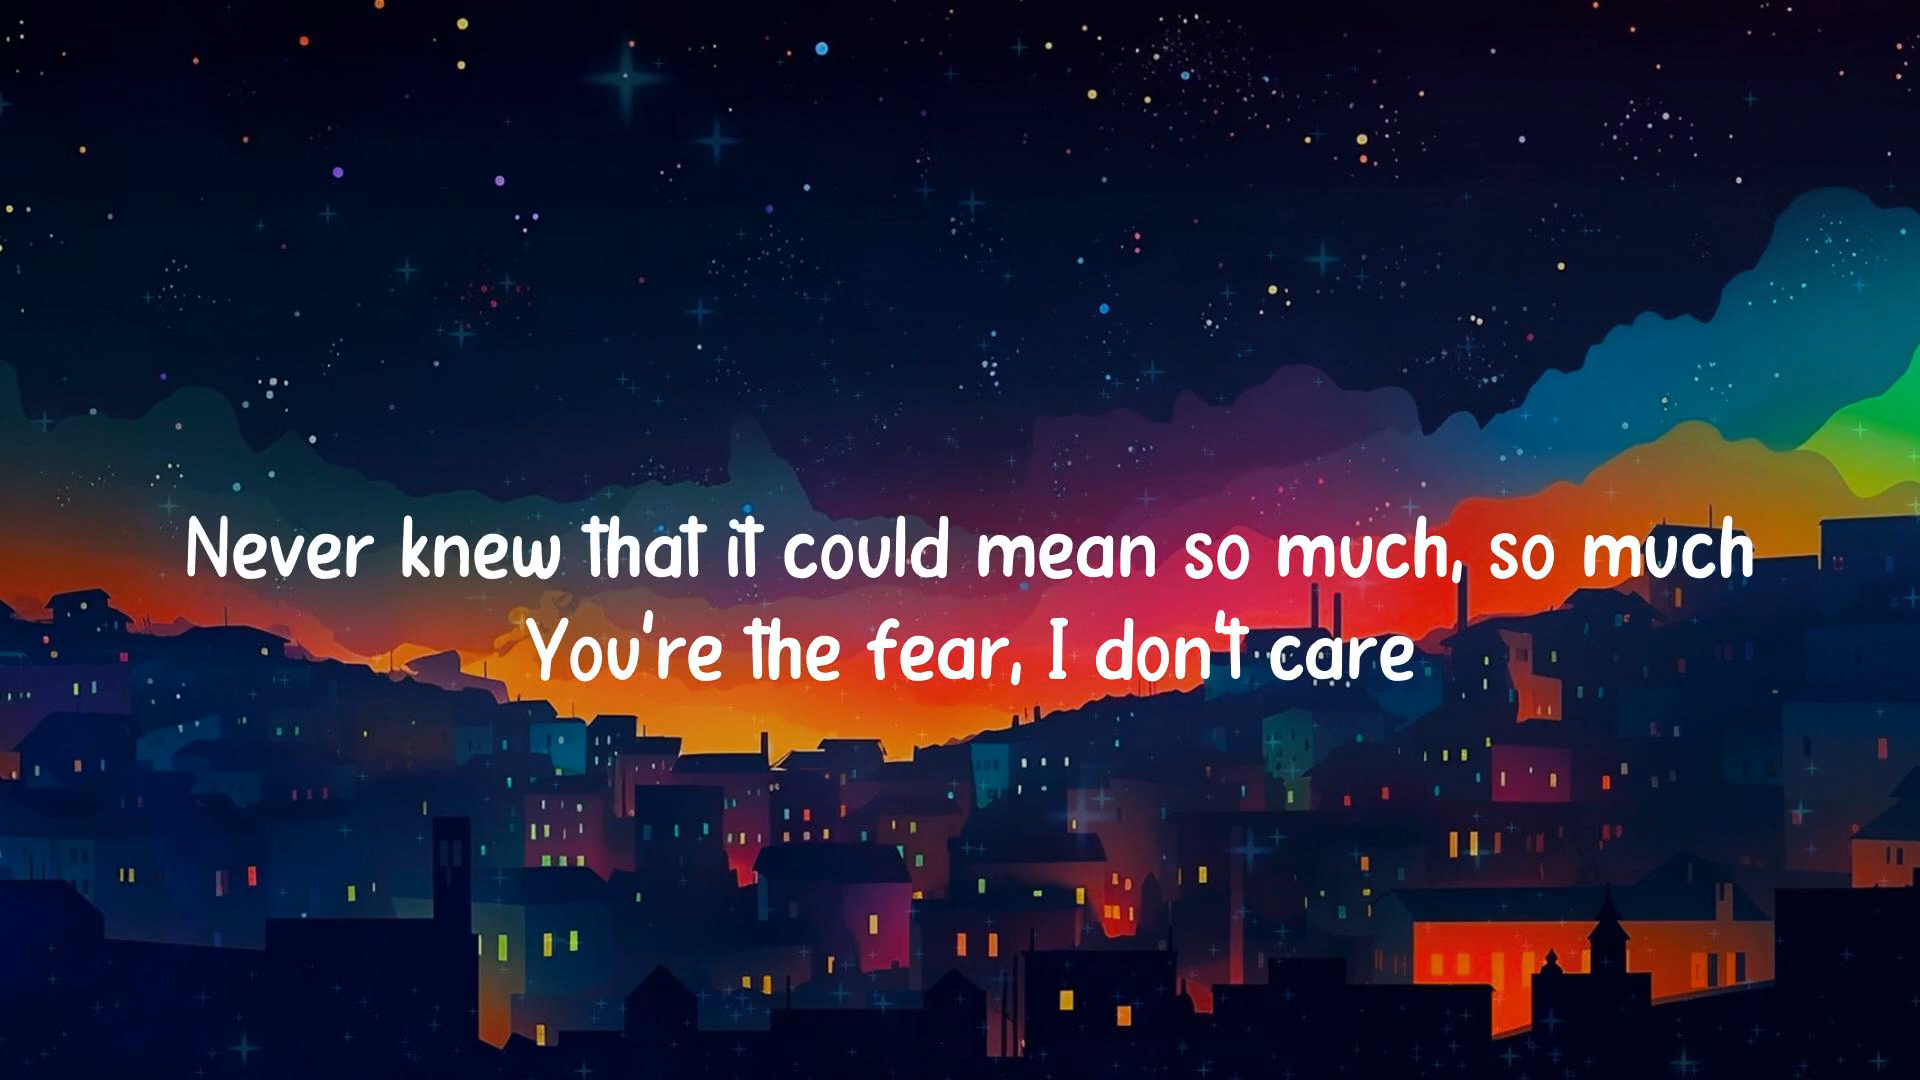 Never knew that it could mean so much, so much
You're the fear, I don't care